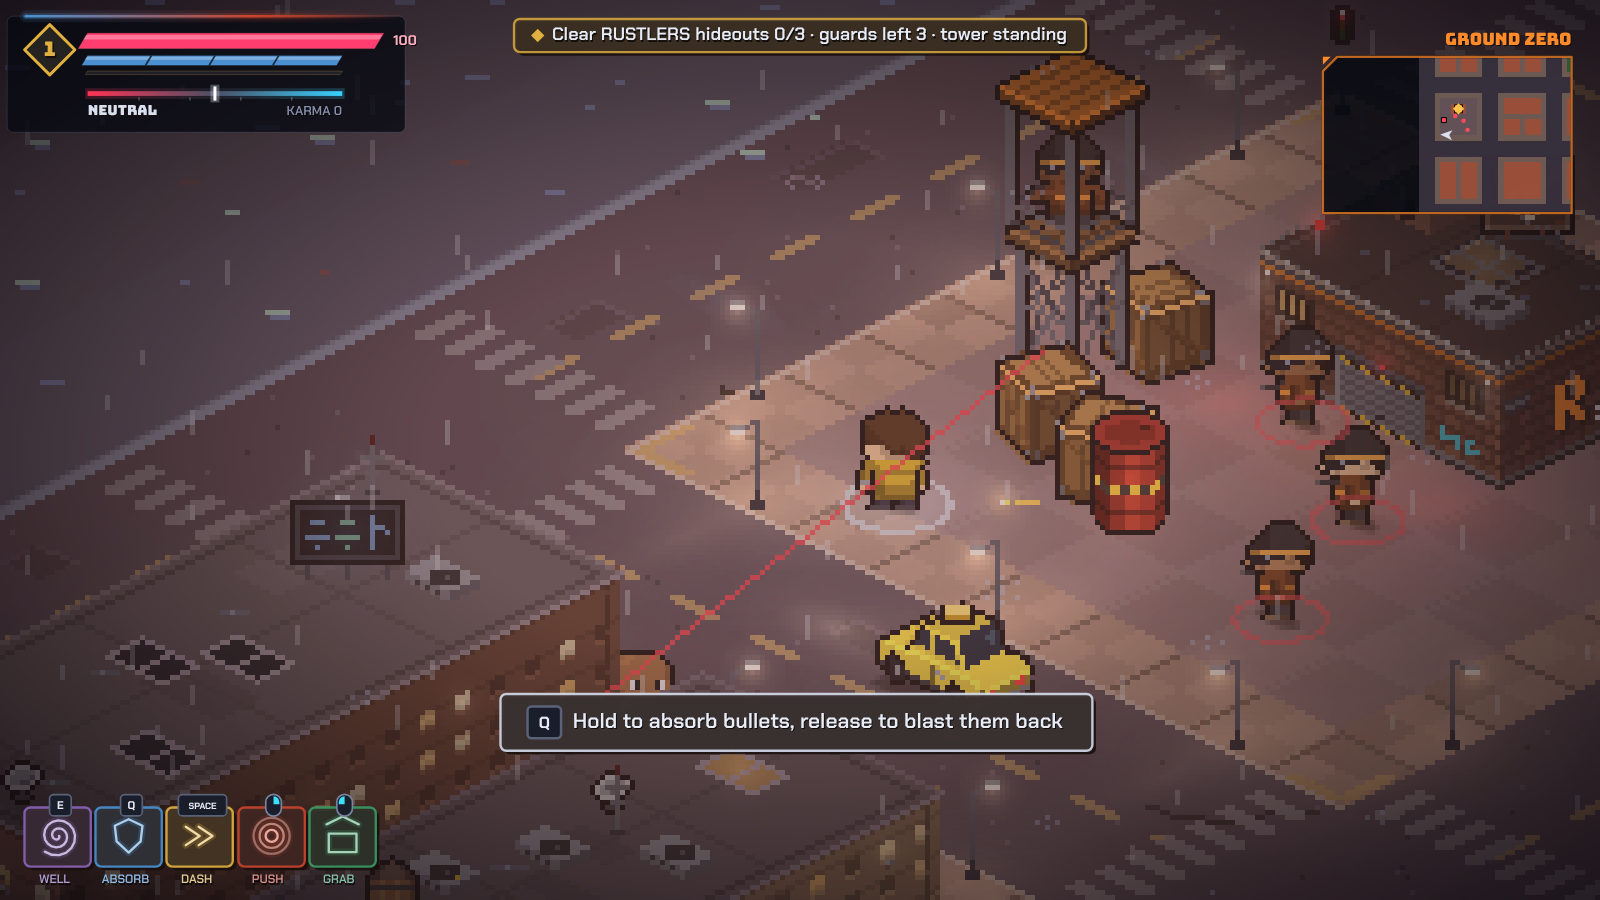 1
100
NEUTRAL
KARMA 0
◆ Clear RUSTLERS hideouts 0/3 · guards left 3 · tower standing
GROUND ZERO
R
Q Hold to absorb bullets, release to blast them back
E Q SPACE
WELL ABSORB DASH PUSH GRAB